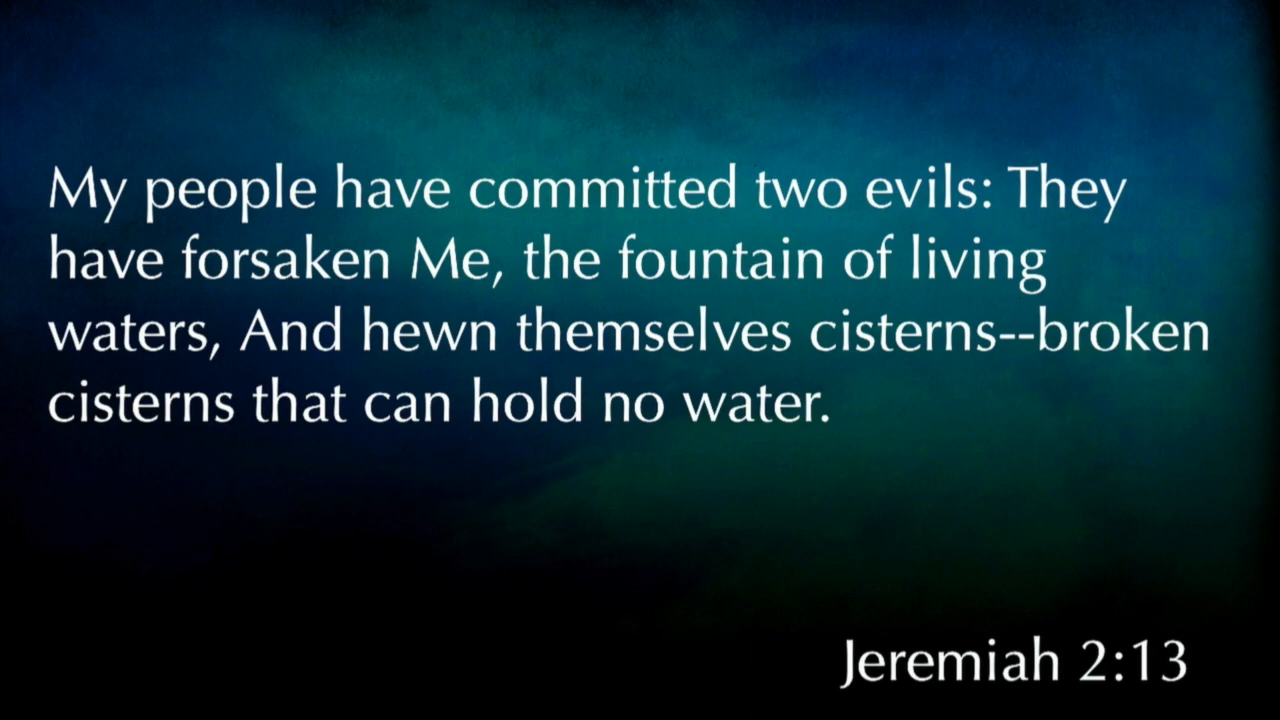 My people have committed two evils: They
have forsaken Me, the fountain of living
waters, And hewn themselves cisterns--broken
cisterns that can hold no water.
Jeremiah 2:13